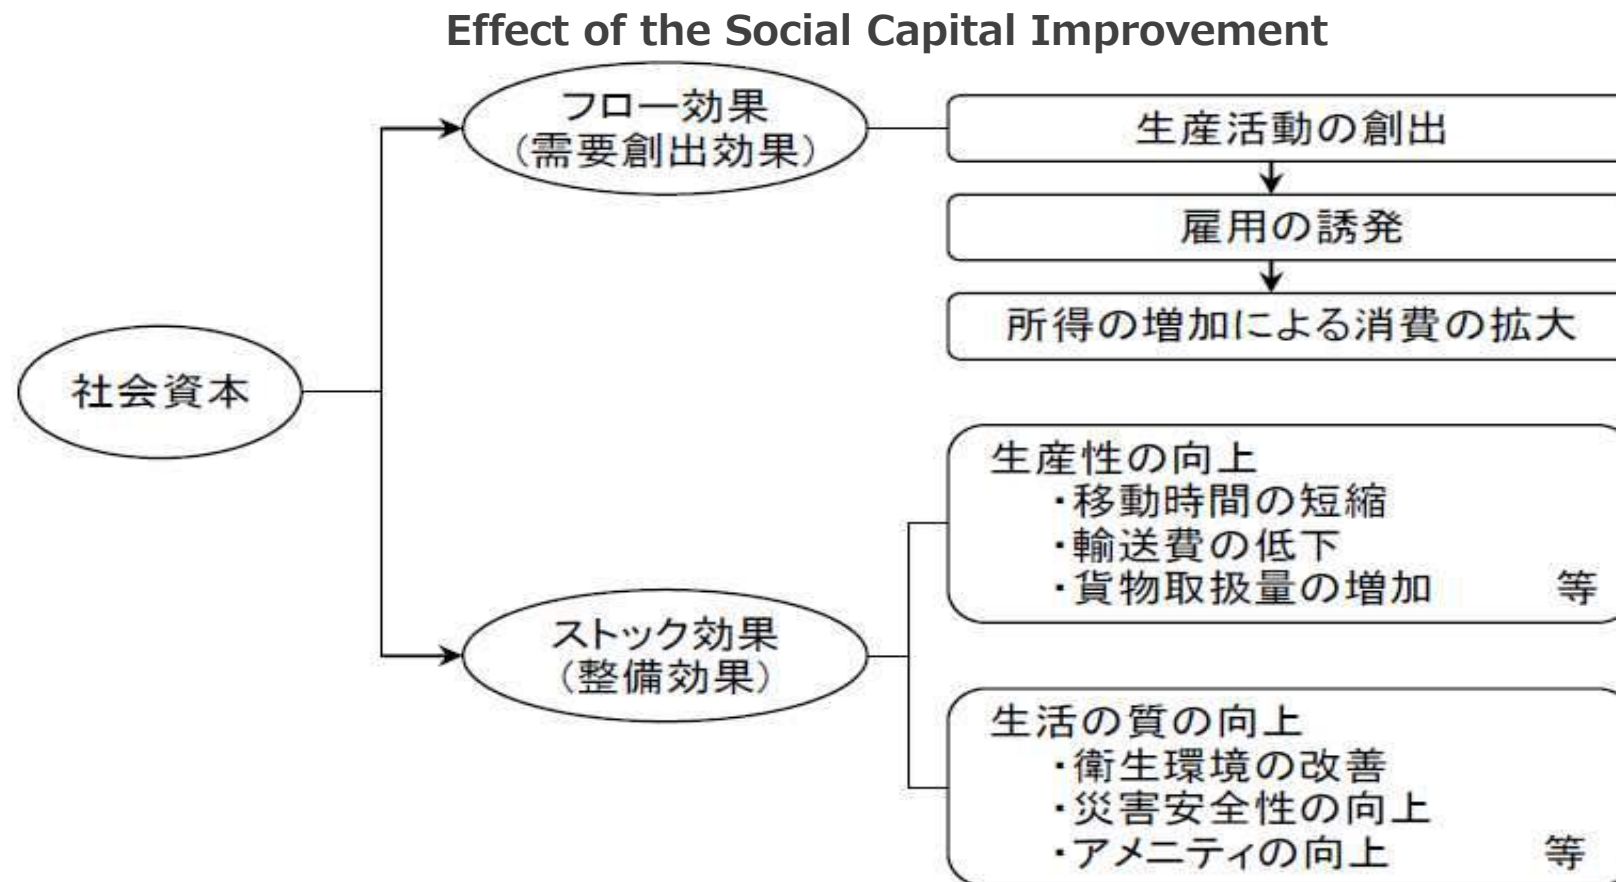 Effect of the Social Capital Improvement
フロー効果
(需要創出効果)
生産活動の創出
雇用の誘発
所得の増加による消費の拡大
社会資本
生産性の向上
・移動時間の短縮
・輸送費の低下
・貨物取扱量の増加 等
ストック効果
(整備効果)
生活の質の向上
・衛生環境の改善
・災害安全性の向上
・アメニティの向上 等